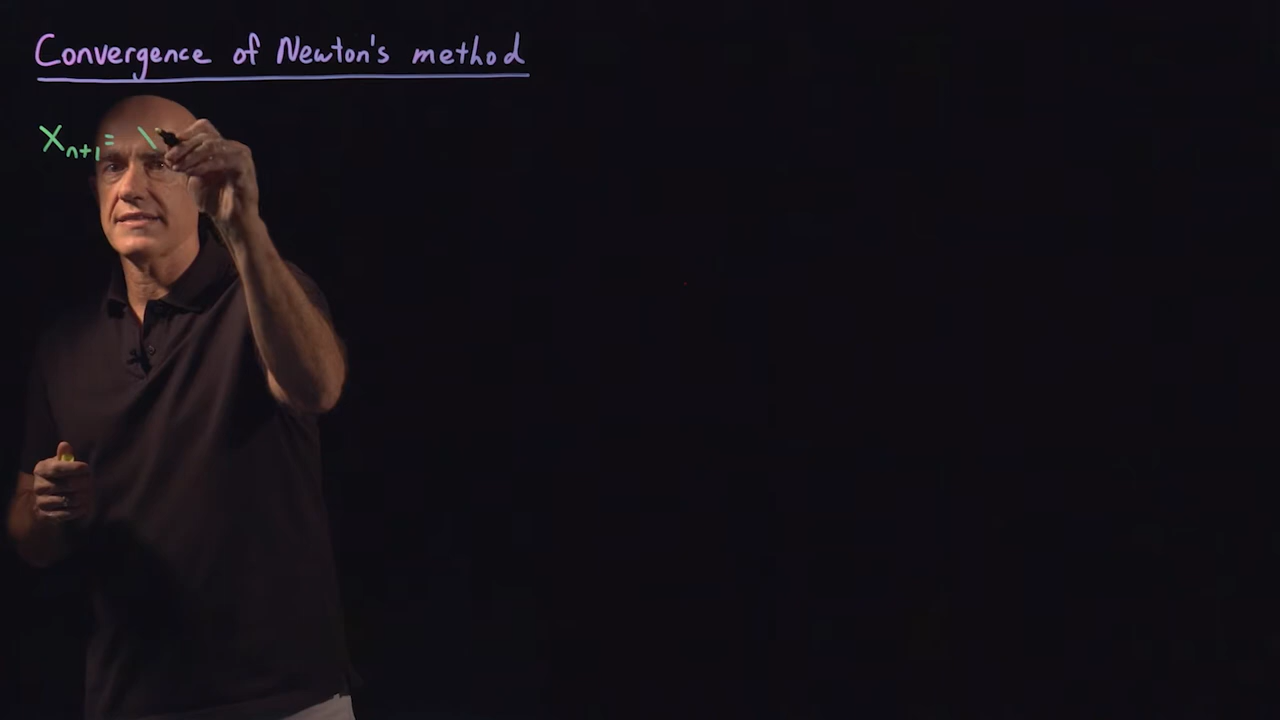 Convergence of Newton's method
Xₙ₊₁ =